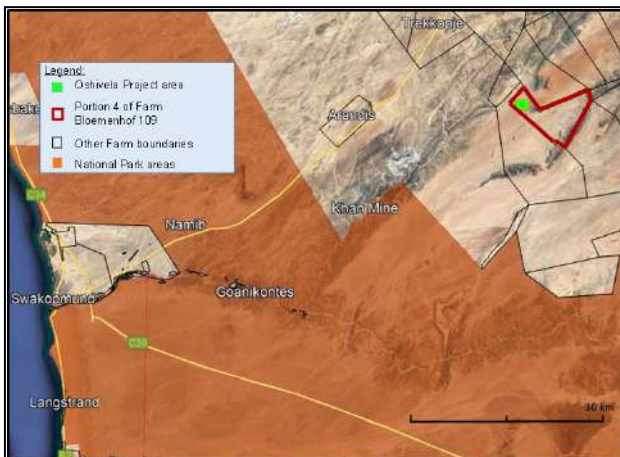 Trekkopie
Legend:
Oshivela Project area
Portion 4 of Farm
Bloemenhof 109
Other Farm boundaries
National Park areas
Arandis
C34
Khan Mine
Namib
Goanikontes
Swakopmund
C28
Langstrand
30 km